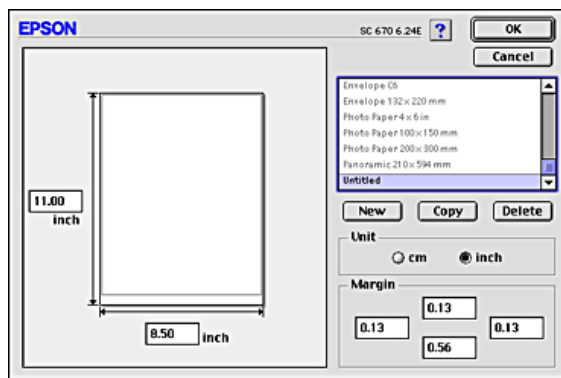 EPSON
SC 670 6.24E ?
OK
Cancel
Envelope C6
Envelope 132 x 220 mm
Photo Paper 4 x 6 in
Photo Paper 100 x 150 mm
Photo Paper 200 x 300 mm
Panoramic 210 x 594 mm
Untitled
New Copy Delete
11.00
inch
8.50 inch
Unit
cm inch
Margin
0.13
0.13 0.13
0.56